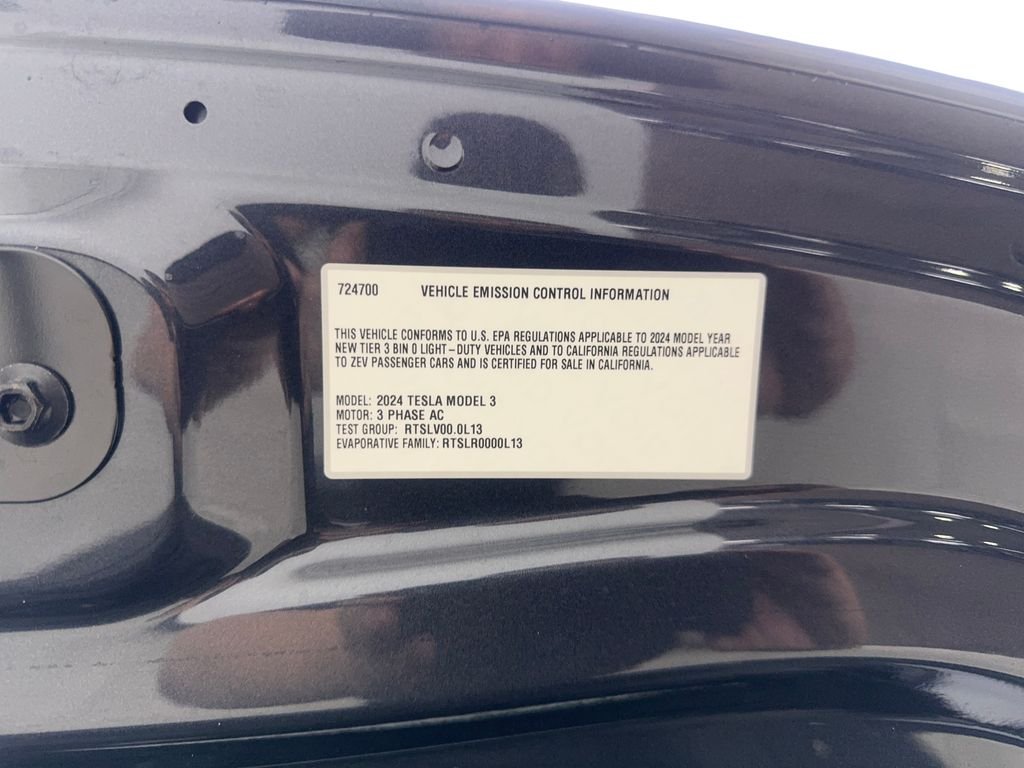 724700 VEHICLE EMISSION CONTROL INFORMATION
THIS VEHICLE CONFORMS TO U.S. EPA REGULATIONS APPLICABLE TO 2024 MODEL YEAR
NEW TIER 3 BIN 0 LIGHT-DUTY VEHICLES AND TO CALIFORNIA REGULATIONS APPLICABLE
TO ZEV PASSENGER CARS AND IS CERTIFIED FOR SALE IN CALIFORNIA.
MODEL: 2024 TESLA MODEL 3
MOTOR: 3 PHASE AC
TEST GROUP: RTSLV00.0L13
EVAPORATIVE FAMILY: RTSLR0000L13